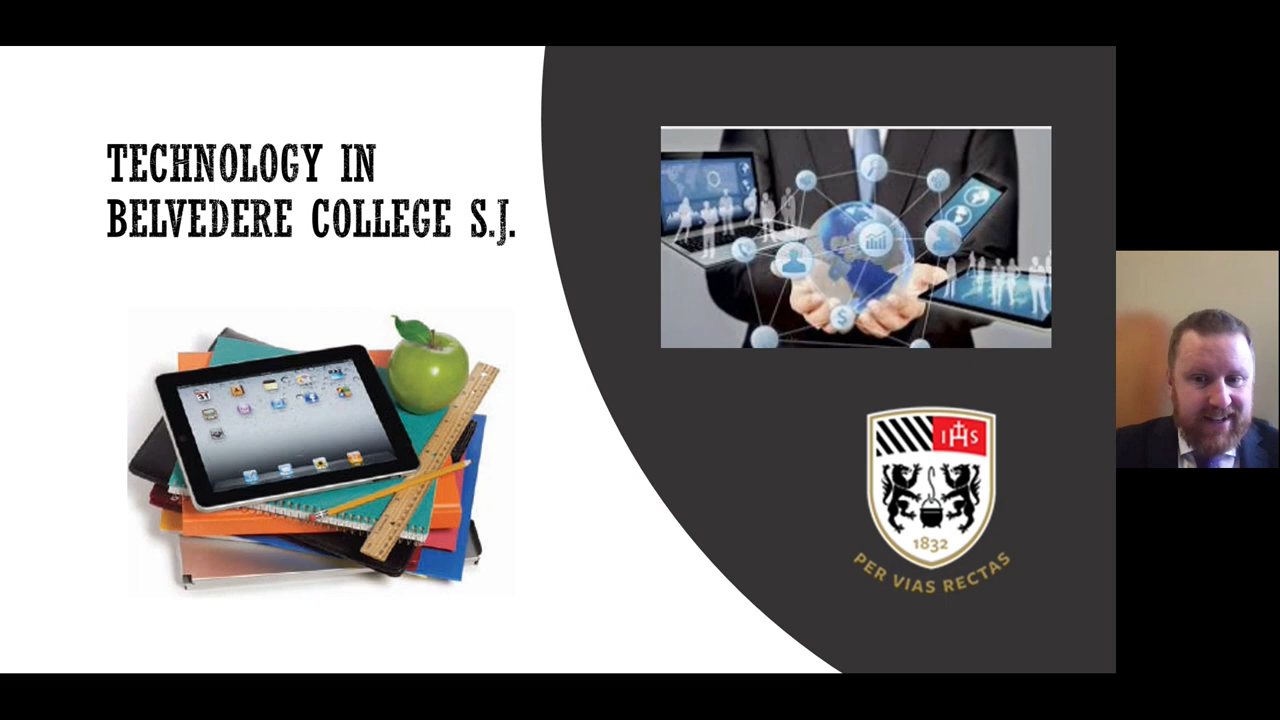 TECHNOLOGY IN
BELVEDERE COLLEGE S.J.
$
IHS
1832
PER VIAS RECTAS